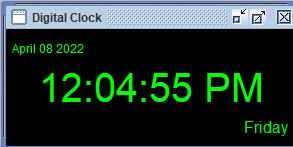 Digital Clock
April 08 2022
12:04:55 PM
Friday